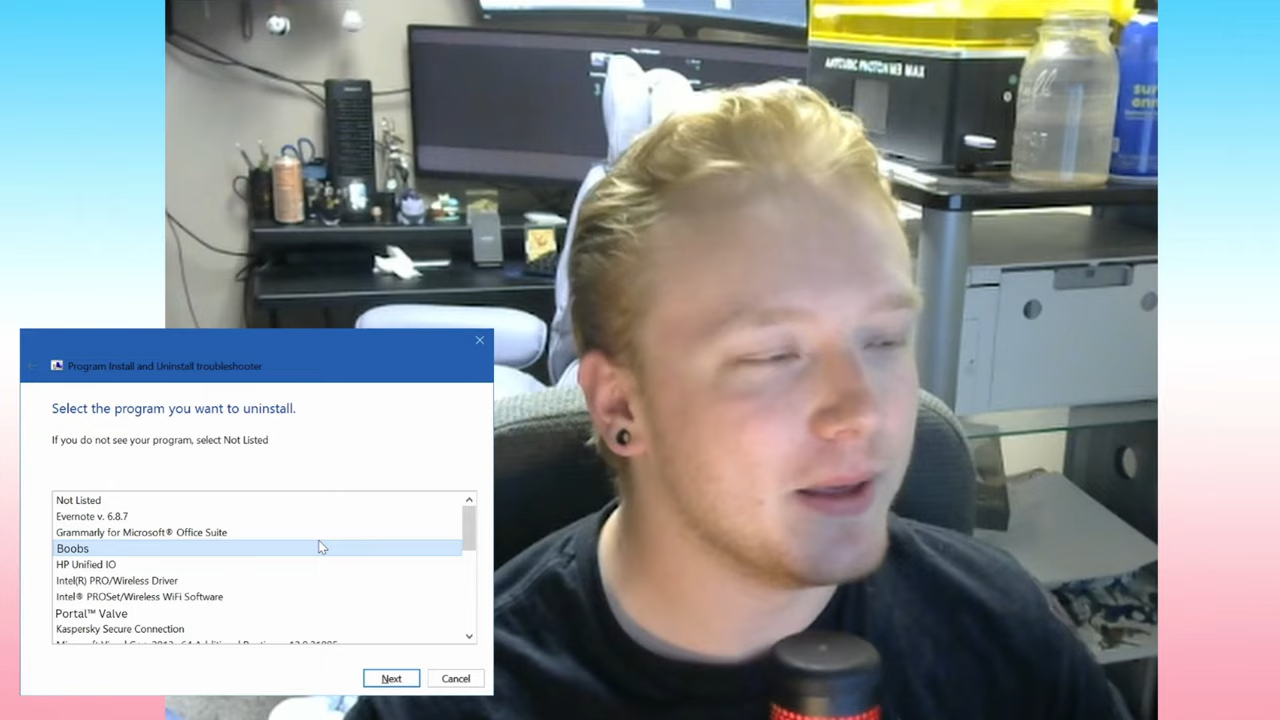 ANYCUBIC PHOTON M3 MAX
Program Install and Uninstall troubleshooter
Select the program you want to uninstall.
If you do not see your program, select Not Listed
Not Listed
Evernote v. 6.8.7
Grammarly for Microsoft® Office Suite
Boobs
HP Unified IO
Intel(R) PRO/Wireless Driver
Intel® PROSet/Wireless WiFi Software
Portal™ Valve
Kaspersky Secure Connection
Next
Cancel